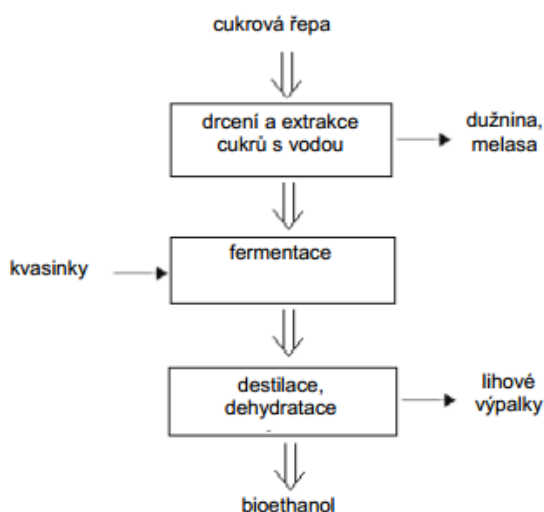 cukrová řepa
drcení a extrakce
cukrů s vodou
dužnina,
melasa
kvasinky
fermentace
destilace,
dehydratace
lihové
výpalky
bioethanol